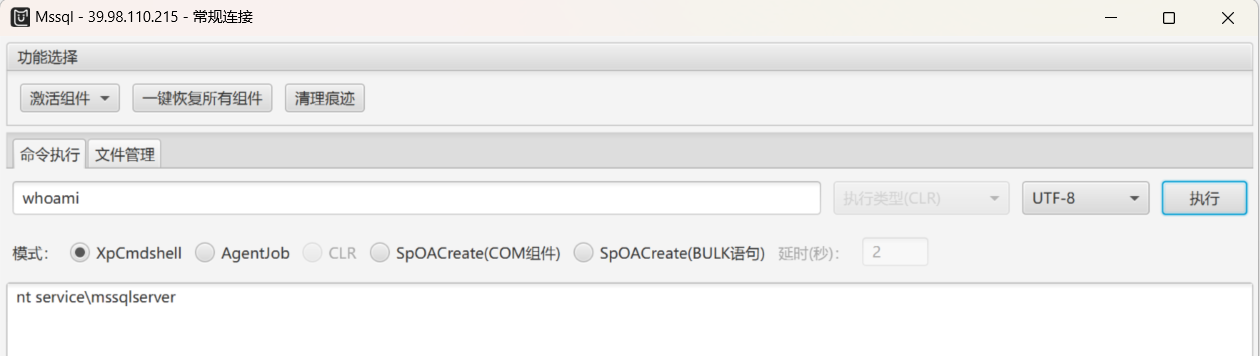 Mssql - 39.98.110.215 - 常规连接
功能选择
激活组件 一键恢复所有组件 清理痕迹
命令执行 文件管理
whoami 执行类型(CLR) UTF-8 执行
模式: XpCmdshell AgentJob CLR SpOACreate(COM组件) SpOACreate(BULK语句) 延时(秒): 2
nt service\mssqlserver